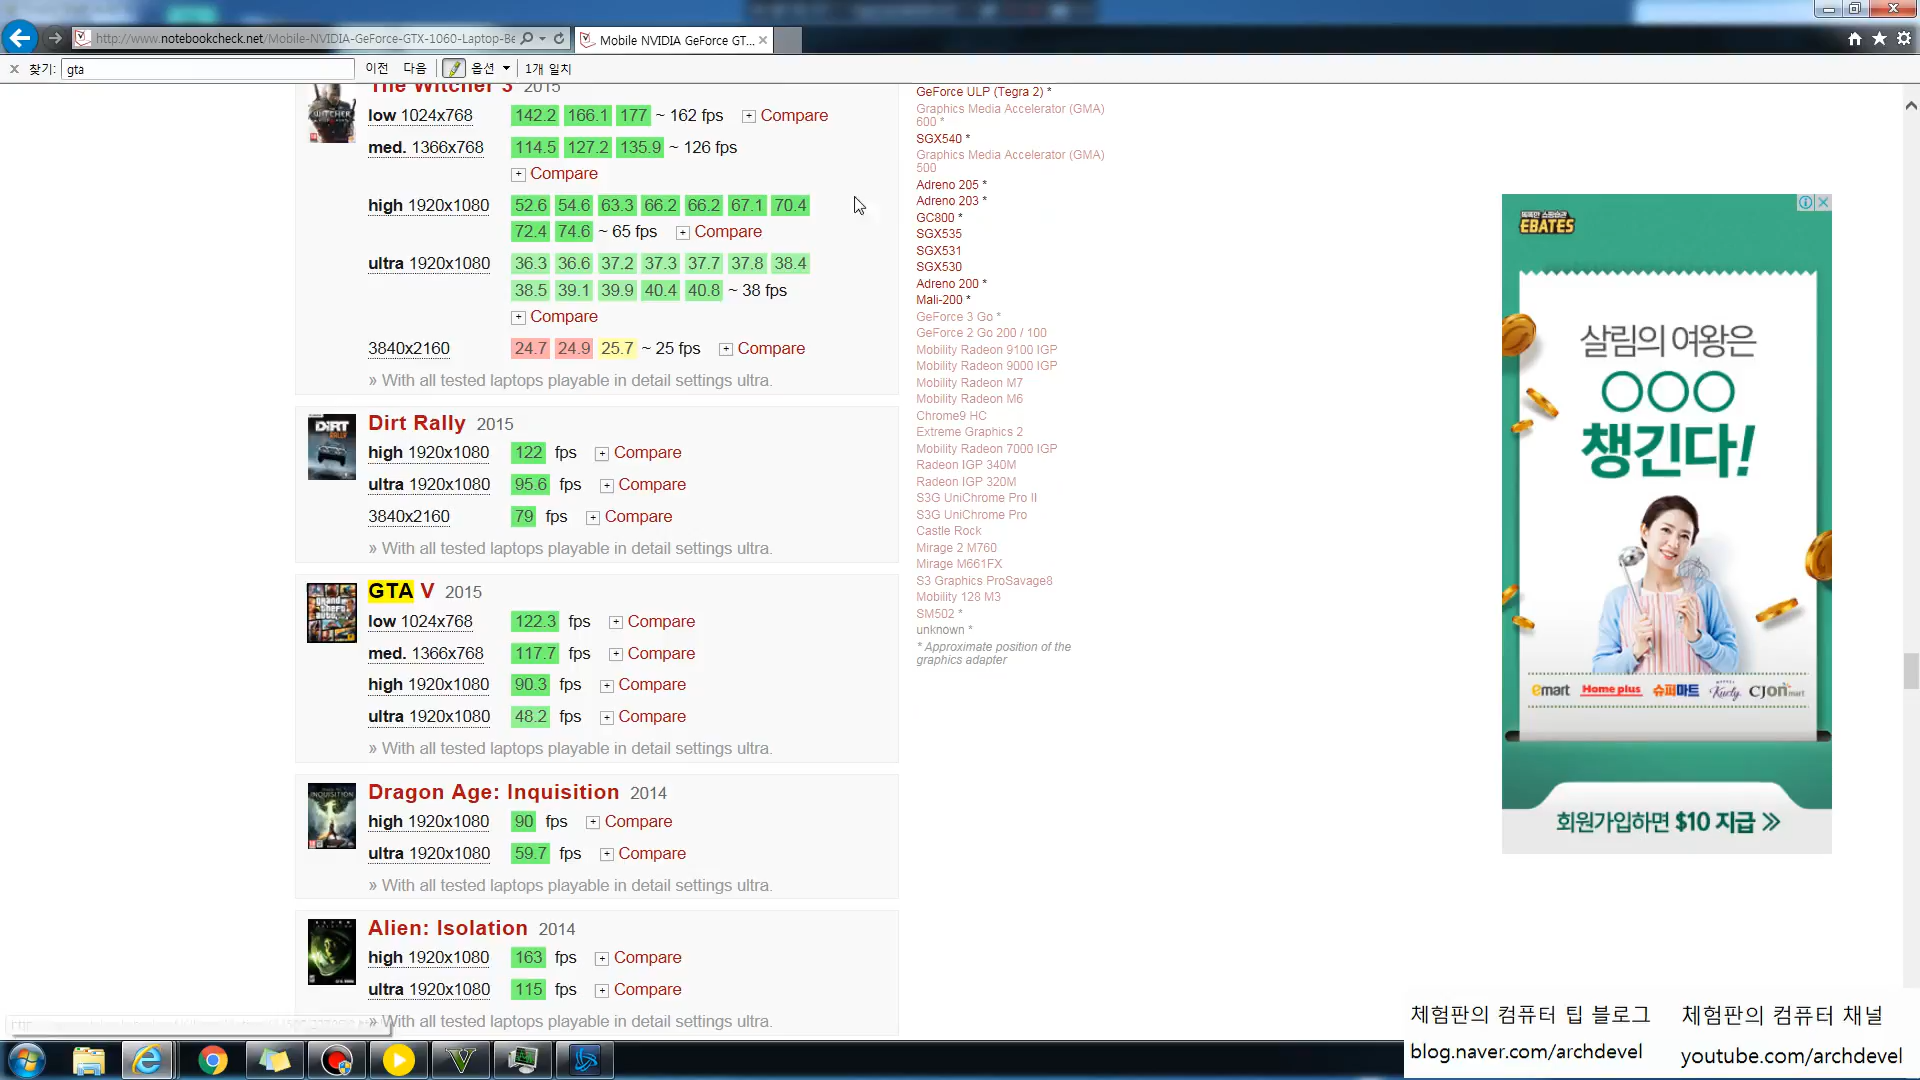 http://www.notebookcheck.net/Mobile-NVIDIA-GeForce-GTX-1060-Laptop-Be
Mobile NVIDIA GeForce GT...
찾기: gta 이전 다음 옵션 1개 일치
The Witcher 3 2015
low 1024x768 142.2 166.1 177 ~ 162 fps + Compare
med. 1366x768 114.5 127.2 135.9 ~ 126 fps
+ Compare
high 1920x1080 52.6 54.6 63.3 66.2 66.2 67.1 70.4
72.4 74.6 ~ 65 fps + Compare
ultra 1920x1080 36.3 36.6 37.2 37.3 37.7 37.8 38.4
38.5 39.1 39.9 40.4 40.8 ~ 38 fps
+ Compare
3840x2160 24.7 24.9 25.7 ~ 25 fps + Compare
» With all tested laptops playable in detail settings ultra.
Dirt Rally 2015
high 1920x1080 122 fps + Compare
ultra 1920x1080 95.6 fps + Compare
3840x2160 79 fps + Compare
» With all tested laptops playable in detail settings ultra.
GTA V 2015
low 1024x768 122.3 fps + Compare
med. 1366x768 117.7 fps + Compare
high 1920x1080 90.3 fps + Compare
ultra 1920x1080 48.2 fps + Compare
» With all tested laptops playable in detail settings ultra.
Dragon Age: Inquisition 2014
high 1920x1080 90 fps + Compare
ultra 1920x1080 59.7 fps + Compare
» With all tested laptops playable in detail settings ultra.
Alien: Isolation 2014
high 1920x1080 163 fps + Compare
ultra 1920x1080 115 fps + Compare
» With all tested laptops playable in detail settings ultra.
GeForce ULP (Tegra 2) *
Graphics Media Accelerator (GMA)
600 *
SGX540 *
Graphics Media Accelerator (GMA)
500
Adreno 205 *
Adreno 203 *
GC800 *
SGX535
SGX531
SGX530
Adreno 200 *
Mali-200 *
GeForce 3 Go *
GeForce 2 Go 200 / 100
Mobility Radeon 9100 IGP
Mobility Radeon 9000 IGP
Mobility Radeon M7
Mobility Radeon M6
Chrome9 HC
Extreme Graphics 2
Mobility Radeon 7000 IGP
Radeon IGP 340M
Radeon IGP 320M
S3G UniChrome Pro II
S3G UniChrome Pro
Castle Rock
Mirage 2 M760
Mirage M661FX
S3 Graphics ProSavage8
Mobility 128 M3
SM502 *
unknown *
* Approximate position of the
graphics adapter
EBATES
살림의 여왕은
○○○
챙긴다!
emart Home plus 슈퍼마트 Kurly CJ On mart
회원가입하면 $10 지급 »
체험판의 컴퓨터 팁 블로그
blog.naver.com/archdevel
체험판의 컴퓨터 채널
youtube.com/archdevel